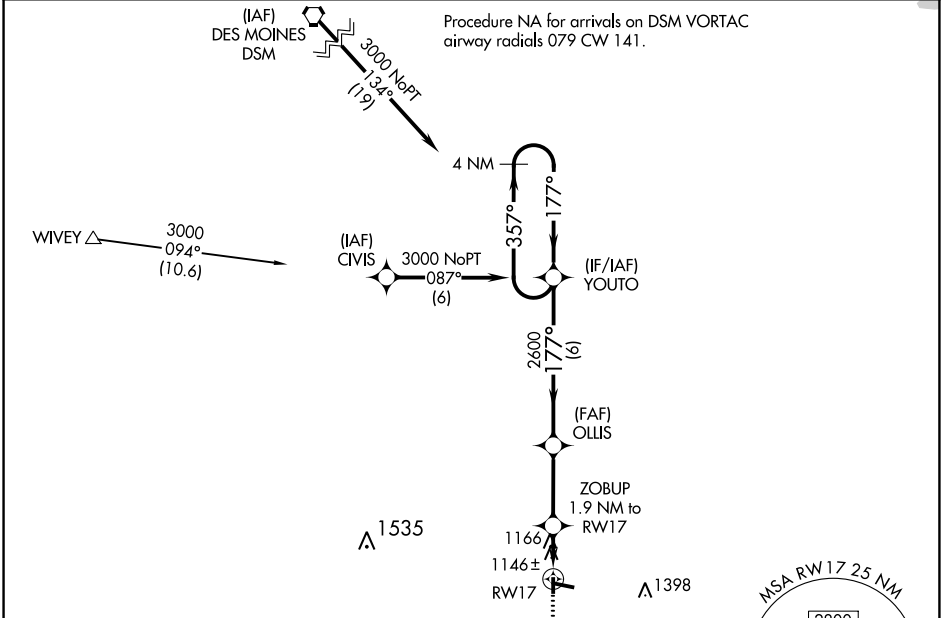 (IAF)
DES MOINES
DSM
Procedure NA for arrivals on DSM VORTAC
airway radials 079 CW 141.
3000 NoPT
134°
(19)
4 NM
357°
177°
WIVEY
3000
094°
(10.6)
(IAF)
CIVIS
3000 NoPT
087°
(6)
(IF/IAF)
YOUTO
2600
177°
(6)
(FAF)
OLLIS
ZOBUP
1.9 NM to
RW17
1535
1166
1146±
RW17
1398
MSA RW17 25 NM